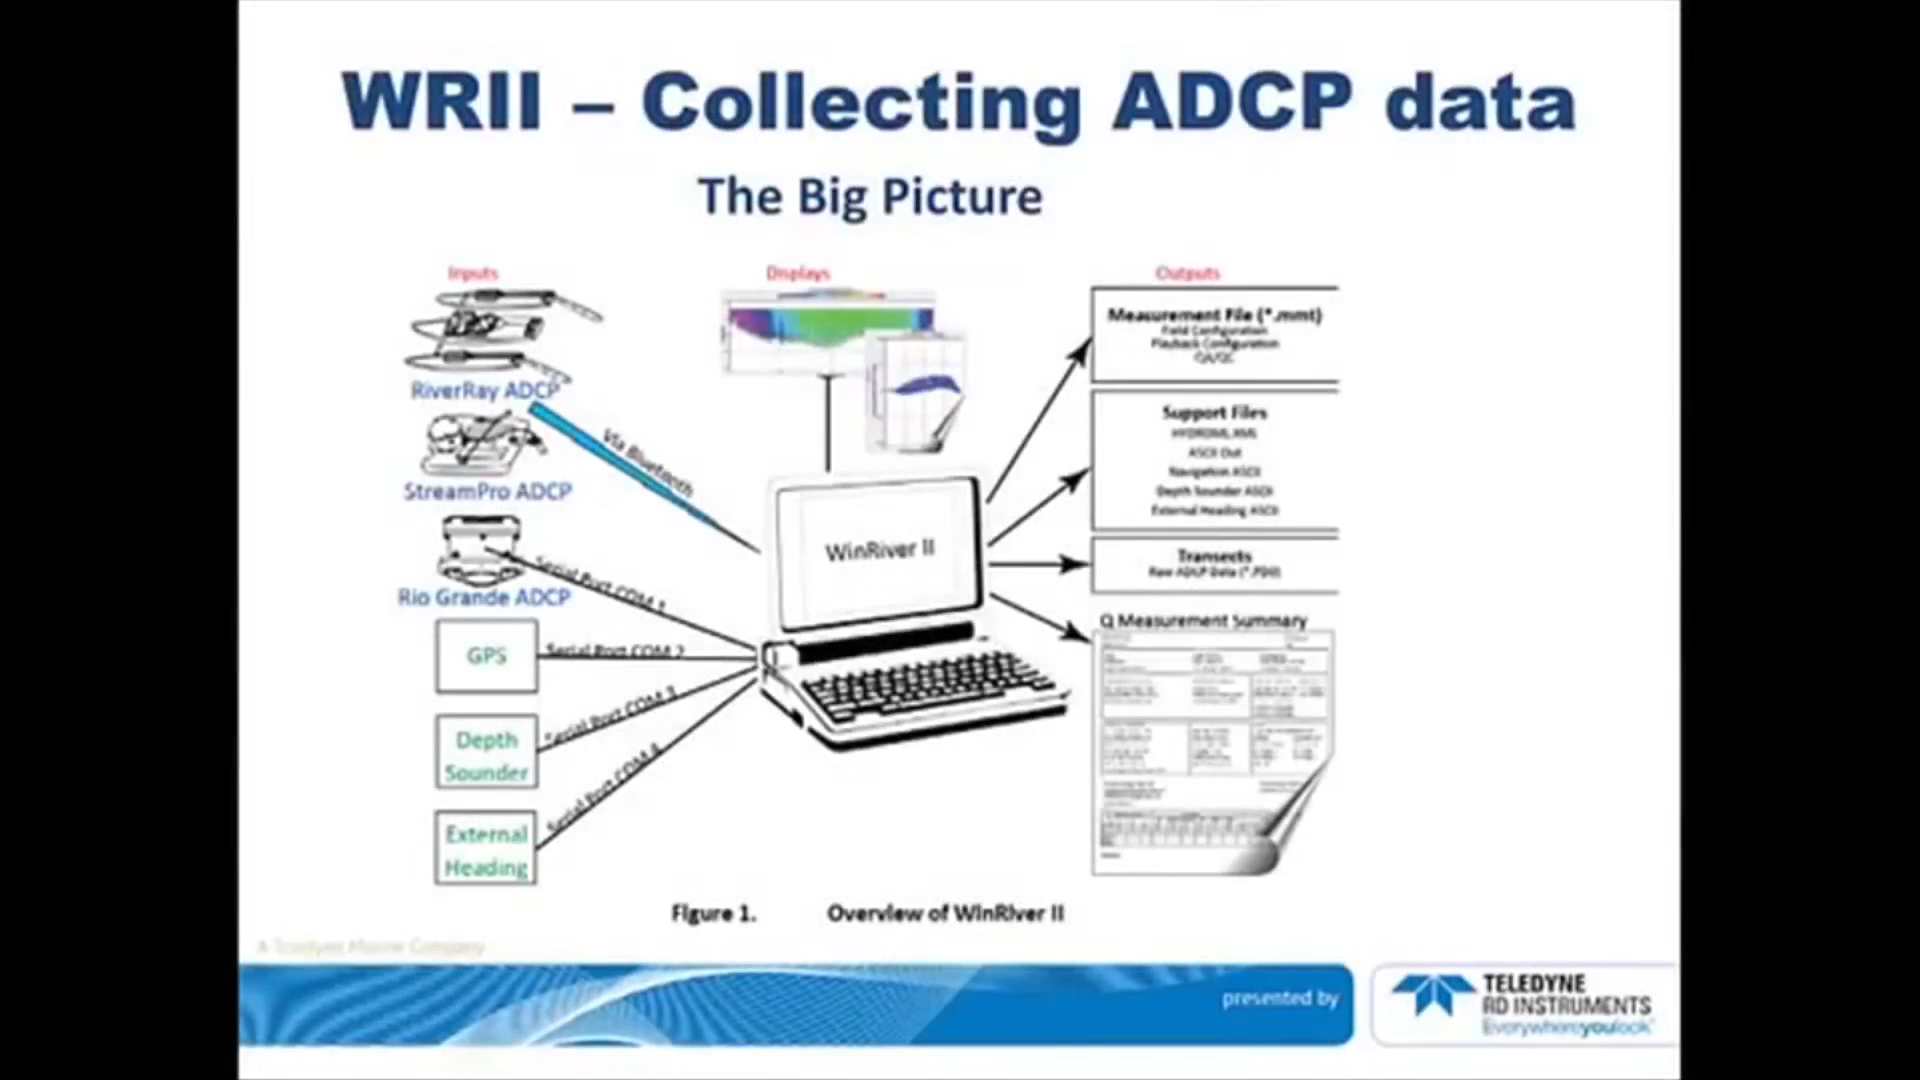 WRII – Collecting ADCP data
The Big Picture
Inputs
Displays
Outputs
RiverRay ADCP
Via Bluetooth
StreamPro ADCP
Rio Grande ADCP
Serial Port COM 1
GPS
Serial Port COM 2
Depth
Sounder
Serial Port COM 3
External
Heading
Serial Port COM 4
WinRiver II
Measurement File (*.mmt)
Field Configuration
Playback Configuration
QA/QC
Support Files
ASCII Out
Navigation ASCII
Depth Sounder ASCII
External Heading ASCII
Transects
Raw ADCP Data (*.PD0)
Q Measurement Summary
Figure 1. Overview of WinRiver II
A Teledyne Marine Company
presented by
TELEDYNE
RD INSTRUMENTS
Everywhereyoulook